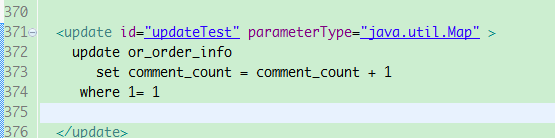 370
371 <update id="updateTest" parameterType="java.util.Map" >
372 update or_order_info
373 set comment_count = comment_count + 1
374 where 1= 1
375
376 </update>